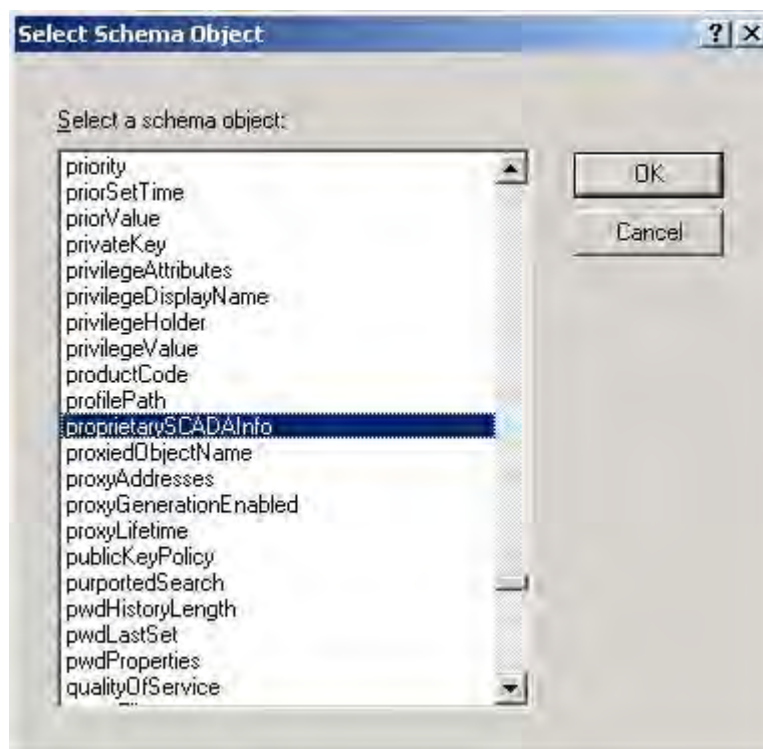 Select Schema Object
Select a schema object:
priority
priorSetTime
priorValue
privateKey
privilegeAttributes
privilegeDisplayName
privilegeHolder
privilegeValue
productCode
profilePath
proprietarySCADAInfo
proxiedObjectName
proxyAddresses
proxyGenerationEnabled
proxyLifetime
publicKeyPolicy
purportedSearch
pwdHistoryLength
pwdLastSet
pwdProperties
qualityOfService
OK
Cancel